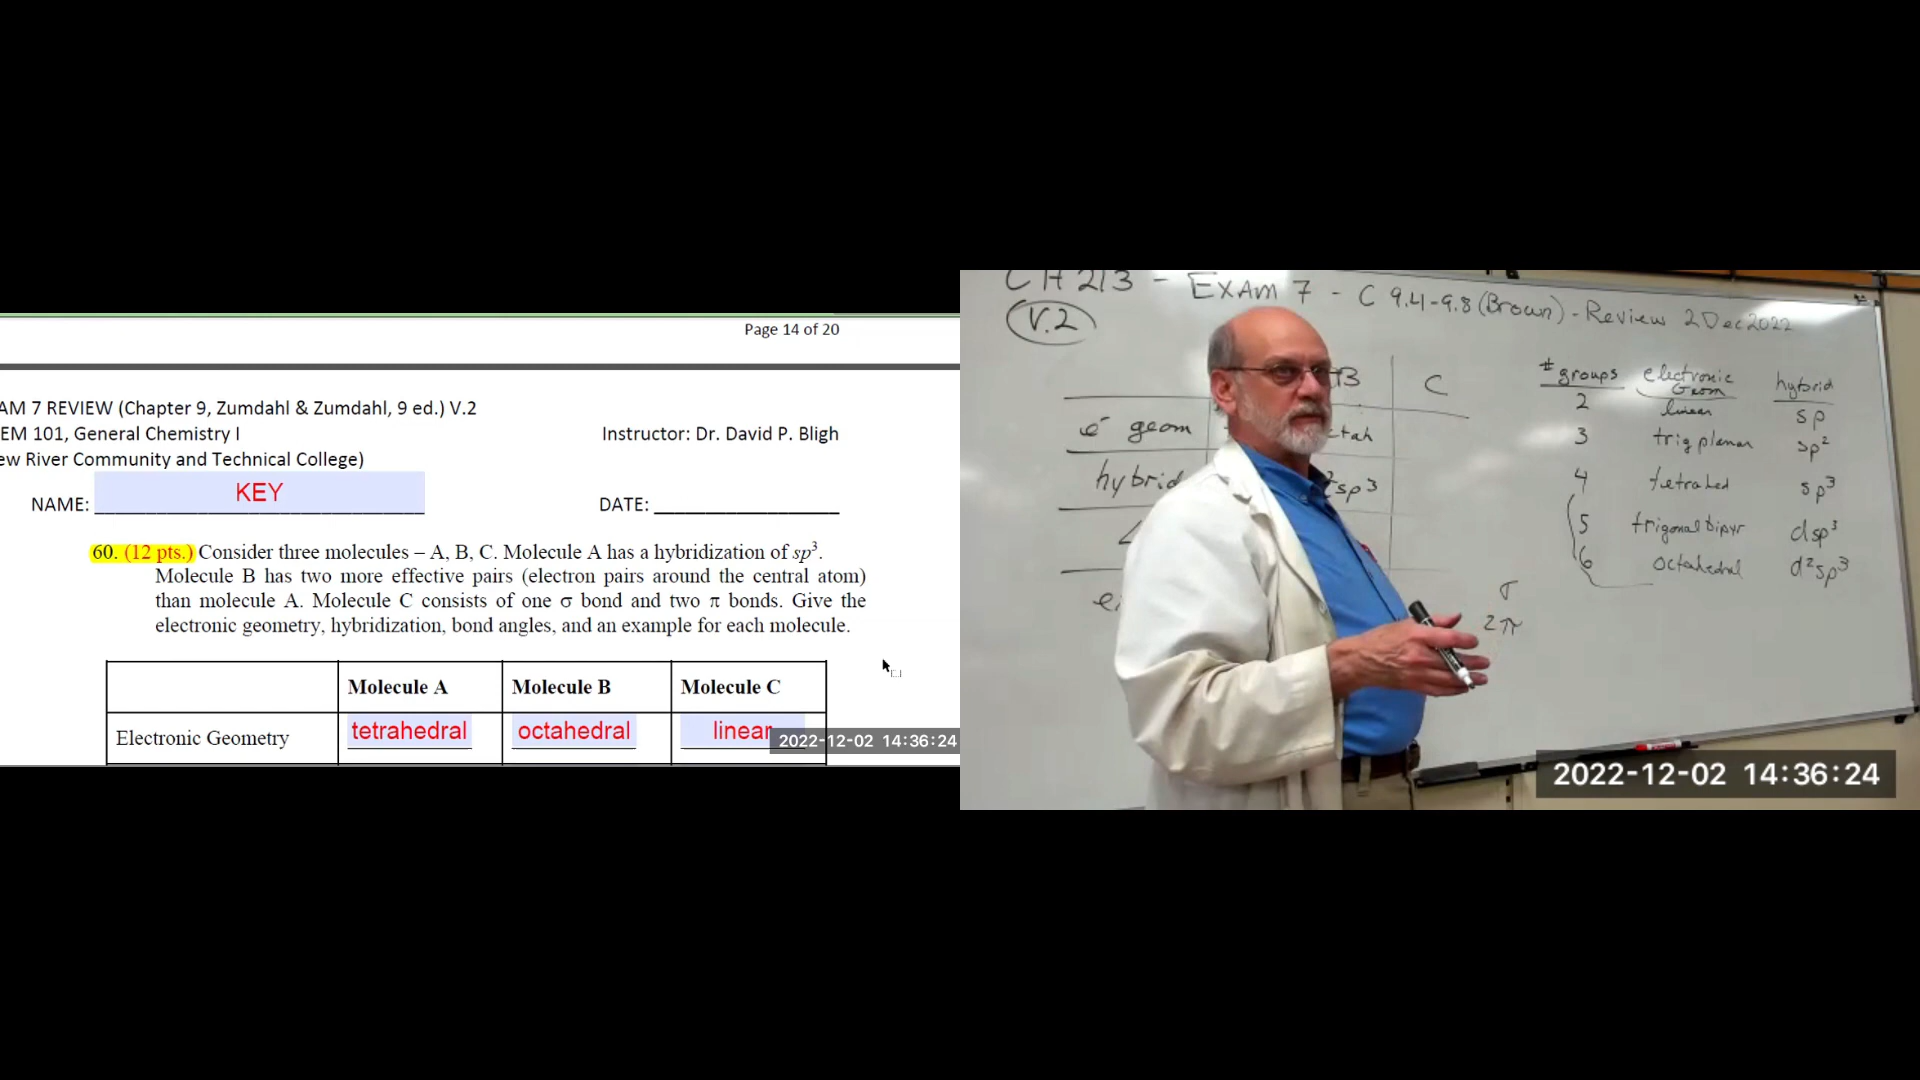 Page 14 of 20
AM 7 REVIEW (Chapter 9, Zumdahl & Zumdahl, 9 ed.) V.2
EM 101, General Chemistry I
Instructor: Dr. David P. Bligh
ew River Community and Technical College)
NAME: KEY
DATE:
60. (12 pts.) Consider three molecules – A, B, C. Molecule A has a hybridization of sp³.
Molecule B has two more effective pairs (electron pairs around the central atom)
than molecule A. Molecule C consists of one σ bond and two π bonds. Give the
electronic geometry, hybridization, bond angles, and an example for each molecule.
Molecule A Molecule B Molecule C
Electronic Geometry tetrahedral octahedral linear
2022-12-02 14:36:24
CH 213 - EXAM 7 - C 9.4-9.8 (Brown) - Review 2 Dec 2022
V.2
B C
e⁻ geom ctah
hybrid sp³
∠
e
σ
2π
# groups electronic Geom hybrid
2 linear sp
3 trig planar sp²
4 tetrahed sp³
5 trigonal bipyr dsp³
6 octahedral d²sp³
2022-12-02 14:36:24